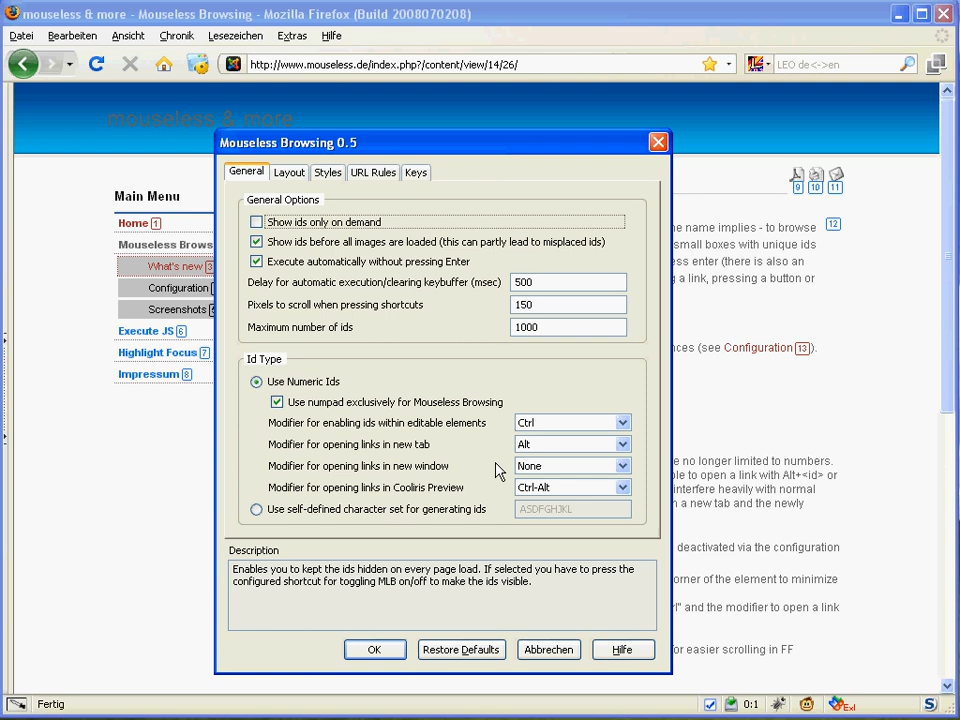 mouseless & more - Mouseless Browsing - Mozilla Firefox (Build 2008070208)
Datei Bearbeiten Ansicht Chronik Lesezeichen Extras Hilfe
http://www.mouseless.de/index.php?/content/view/14/26/
LEO de<->en
mouseless & more
Main Menu
Home 1
Mouseless Brows
What's new 3
Configuration
Screenshots
Execute JS 6
Highlight Focus 7
Impressum 8
Mouseless Browsing 0.5
General Layout Styles URL Rules Keys
General Options
Show ids only on demand
Show ids before all images are loaded (this can partly lead to misplaced ids)
Execute automatically without pressing Enter
Delay for automatic execution/clearing keybuffer (msec) 500
Pixels to scroll when pressing shortcuts 150
Maximum number of ids 1000
Id Type
Use Numeric Ids
Use numpad exclusively for Mouseless Browsing
Modifier for enabling ids within editable elements Ctrl
Modifier for opening links in new tab Alt
Modifier for opening links in new window None
Modifier for opening links in Cooliris Preview Ctrl-Alt
Use self-defined character set for generating ids ASDFGHJKL
Description
Enables you to kept the ids hidden on every page load. If selected you have to press the
configured shortcut for toggling MLB on/off to make the ids visible.
OK Restore Defaults Abbrechen Hilfe
9 10 11
ne name implies - to browse 12
small boxes with unique ids
ess enter (there is also an
g a link, pressing a button or
nces (see Configuration 13).
e no longer limited to numbers.
ble to open a link with Alt+<id> or
interfere heavily with normal
n a new tab and the newly
deactivated via the configuration
orner of the element to minimize
rl" and the modifier to open a link
or easier scrolling in FF
Fertig
0:1